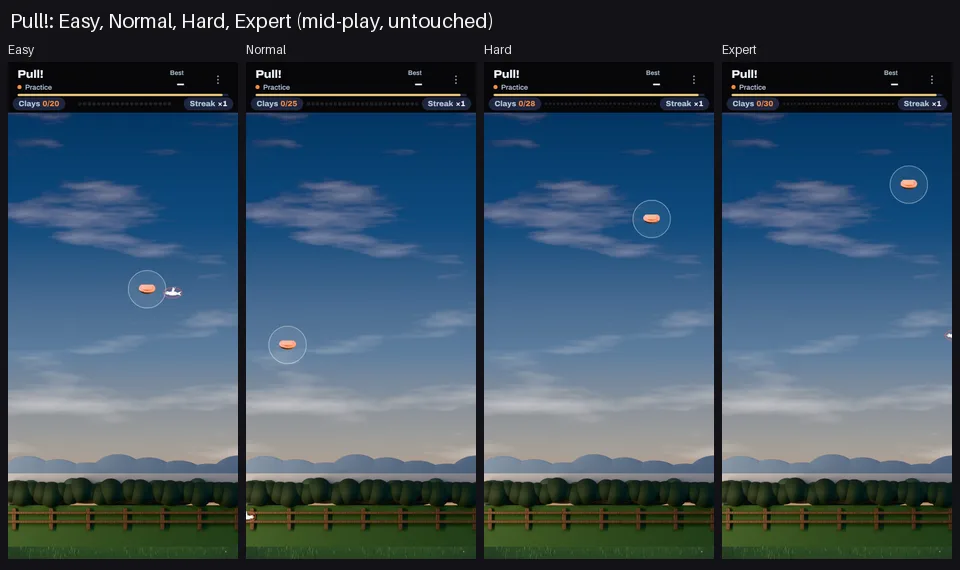 Pull!: Easy, Normal, Hard, Expert (mid-play, untouched)
Easy
Pull!
Practice
Best
–
Clays 0/20
Streak ×1
Normal
Pull!
Practice
Best
–
Clays 0/25
Streak ×1
Hard
Pull!
Practice
Best
–
Clays 0/28
Streak ×1
Expert
Pull!
Practice
Best
–
Clays 0/30
Streak ×1